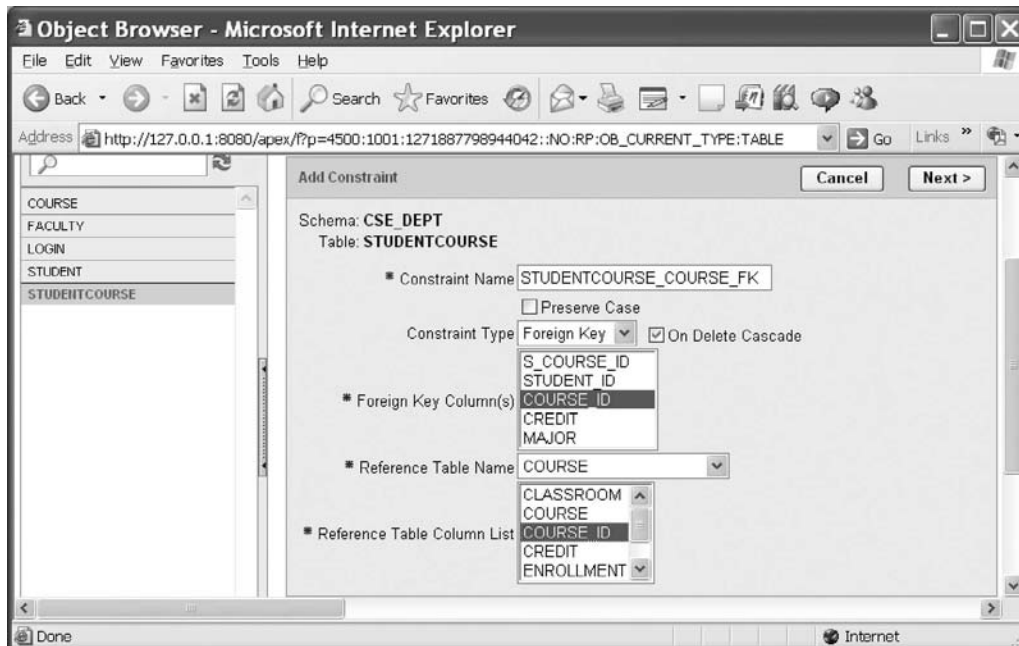 Object Browser - Microsoft Internet Explorer
File Edit View Favorites Tools Help
Back Search Favorites
Address http://127.0.0.1:8080/apex/f?p=4500:1001:1271887798944042::NO:RP:OB_CURRENT_TYPE:TABLE Go Links »
COURSE
FACULTY
LOGIN
STUDENT
STUDENTCOURSE
Add Constraint Cancel Next >
Schema: CSE_DEPT
Table: STUDENTCOURSE
* Constraint Name STUDENTCOURSE_COURSE_FK
Preserve Case
Constraint Type Foreign Key On Delete Cascade
* Foreign Key Column(s)
S_COURSE_ID
STUDENT_ID
COURSE_ID
CREDIT
MAJOR
* Reference Table Name COURSE
* Reference Table Column List
CLASSROOM
COURSE
COURSE_ID
CREDIT
ENROLLMENT
Done Internet